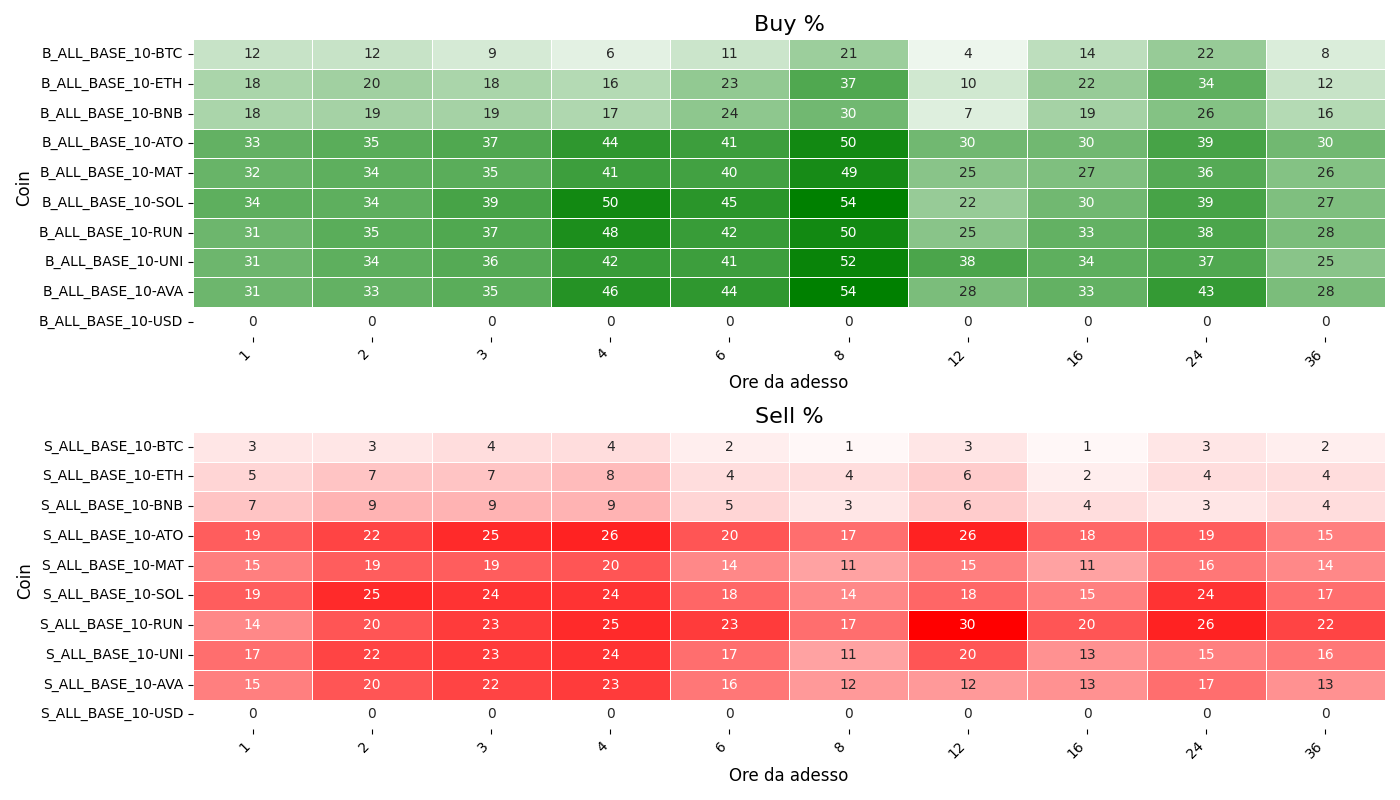 Buy %
Coin
B_ALL_BASE_10-BTC 12 12 9 6 11 21 4 14 22 8
B_ALL_BASE_10-ETH 18 20 18 16 23 37 10 22 34 12
B_ALL_BASE_10-BNB 18 19 19 17 24 30 7 19 26 16
B_ALL_BASE_10-ATO 33 35 37 44 41 50 30 30 39 30
B_ALL_BASE_10-MAT 32 34 35 41 40 49 25 27 36 26
B_ALL_BASE_10-SOL 34 34 39 50 45 54 22 30 39 27
B_ALL_BASE_10-RUN 31 35 37 48 42 50 25 33 38 28
B_ALL_BASE_10-UNI 31 34 36 42 41 52 38 34 37 25
B_ALL_BASE_10-AVA 31 33 35 46 44 54 28 33 43 28
B_ALL_BASE_10-USD 0 0 0 0 0 0 0 0 0 0
1 2 3 4 6 8 12 16 24 36
Ore da adesso
Sell %
Coin
S_ALL_BASE_10-BTC 3 3 4 4 2 1 3 1 3 2
S_ALL_BASE_10-ETH 5 7 7 8 4 4 6 2 4 4
S_ALL_BASE_10-BNB 7 9 9 9 5 3 6 4 3 4
S_ALL_BASE_10-ATO 19 22 25 26 20 17 26 18 19 15
S_ALL_BASE_10-MAT 15 19 19 20 14 11 15 11 16 14
S_ALL_BASE_10-SOL 19 25 24 24 18 14 18 15 24 17
S_ALL_BASE_10-RUN 14 20 23 25 23 17 30 20 26 22
S_ALL_BASE_10-UNI 17 22 23 24 17 11 20 13 15 16
S_ALL_BASE_10-AVA 15 20 22 23 16 12 12 13 17 13
S_ALL_BASE_10-USD 0 0 0 0 0 0 0 0 0 0
1 2 3 4 6 8 12 16 24 36
Ore da adesso